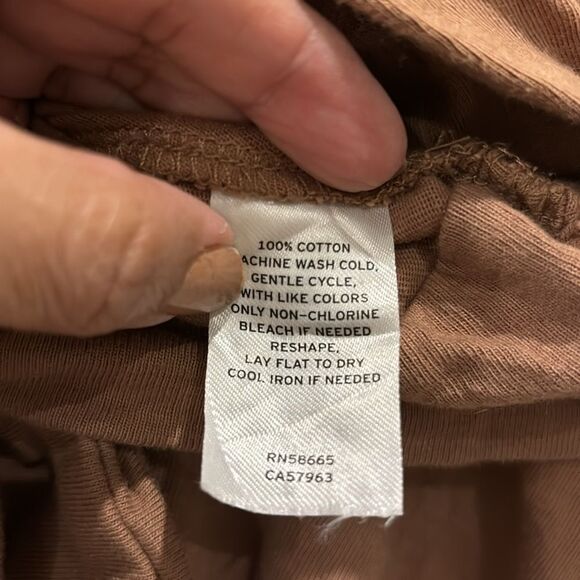 100% COTTON
ACHINE WASH COLD,
GENTLE CYCLE,
WITH LIKE COLORS
ONLY NON-CHLORINE
BLEACH IF NEEDED
RESHAPE,
LAY FLAT TO DRY
COOL IRON IF NEEDED
RN58665
CA57963